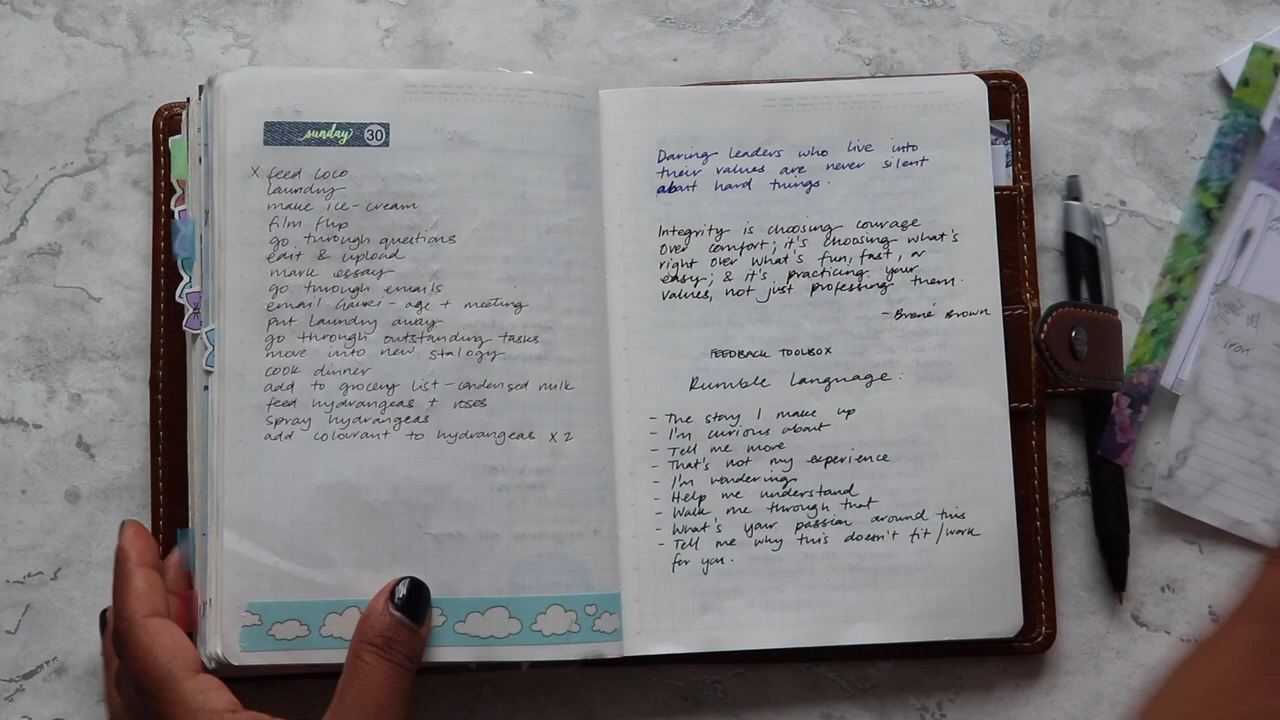 sunday 30
x feed coco
laundry
make ice-cream
film flip
go through questions
edit & upload
mark essay
go through emails
email Gauri - age + meeting
put laundry away
go through outstanding tasks
move into new stalogy
cook dinner
add to grocery list - condensed milk
feed hydrangeas + roses
spray hydrangeas
add colourant to hydrangeas x 2
Daring leaders who live into
their values are never silent
about hard things.
Integrity is choosing courage
over comfort; it's choosing what's
right over what's fun, fast, or
easy; & it's practicing your
values, not just professing them.
- Brené Brown
FEEDBACK TOOLBOX
Rumble Language:
- The story I make up
- I'm curious about
- Tell me more
- That's not my experience
- I'm wondering
- Help me understand
- Walk me through that
- What's your passion around this
- Tell me why this doesn't fit/work
for you.
Iron